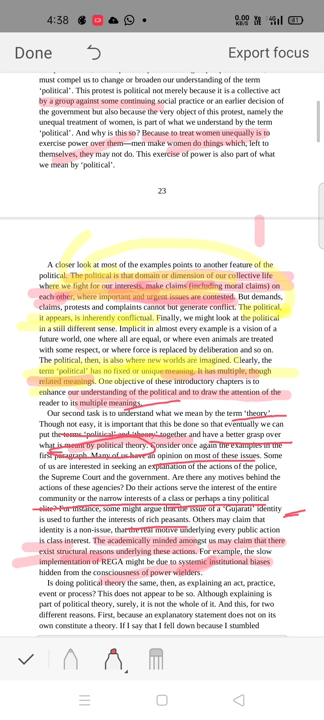 4:38
0.00 KB/S
4G
41
Done
Export focus
must compel us to change or broaden our understanding of the term
‘political’. This protest is political not merely because it is a collective act
by a group against some continuing social practice or an earlier decision of
the government but also because the very object of this protest, namely the
unequal treatment of women, is part of what we understand by the term
‘political’. And why is this so? Because to treat women unequally is to
exercise power over them—men make women do things which, left to
themselves, they may not do. This exercise of power is also part of what
we mean by ‘political’.
23
A closer look at most of the examples points to another feature of the
political. The political is that domain or dimension of our collective life
where we fight for our interests, make claims (including moral claims) on
each other, where important and urgent issues are contested. But demands,
claims, protests and complaints cannot but generate conflict. The political,
it appears, is inherently conflictual. Finally, we might look at the political
in a still different sense. Implicit in almost every example is a vision of a
future world, one where all are equal, or where even animals are treated
with some respect, or where force is replaced by deliberation and so on.
The political, then, is also where new worlds are imagined. Clearly, the
term ‘political’ has no fixed or unique meaning. It has multiple, though
related meanings. One objective of these introductory chapters is to
enhance our understanding of the political and to draw the attention of the
reader to its multiple meanings.
Our second task is to understand what we mean by the term ‘theory’.
Though not easy, it is important that this be done so that eventually we can
put the terms ‘political’ and ‘theory’ together and have a better grasp over
what is meant by political theory. Consider once again the examples in the
first paragraph. Many of us have an opinion on most of these issues. Some
of us are interested in seeking an explanation of the actions of the police,
the Supreme Court and the government. Are there any motives behind the
actions of these agencies? Do their actions serve the interest of the entire
community or the narrow interests of a class or perhaps a tiny political
elite? For instance, some might argue that the issue of a ‘Gujarati’ identity
is used to further the interests of rich peasants. Others may claim that
identity is a non-issue, that the real motive underlying every public action
is class interest. The academically minded amongst us may claim that there
exist structural reasons underlying these actions. For example, the slow
implementation of REGA might be due to systemic institutional biases
hidden from the consciousness of power wielders.
Is doing political theory the same, then, as explaining an act, practice,
event or process? This does not appear to be so. Although explaining is
part of political theory, surely, it is not the whole of it. And this, for two
different reasons. First, because an explanatory statement does not on its
own constitute a theory. If I say that I fell down because I stumbled